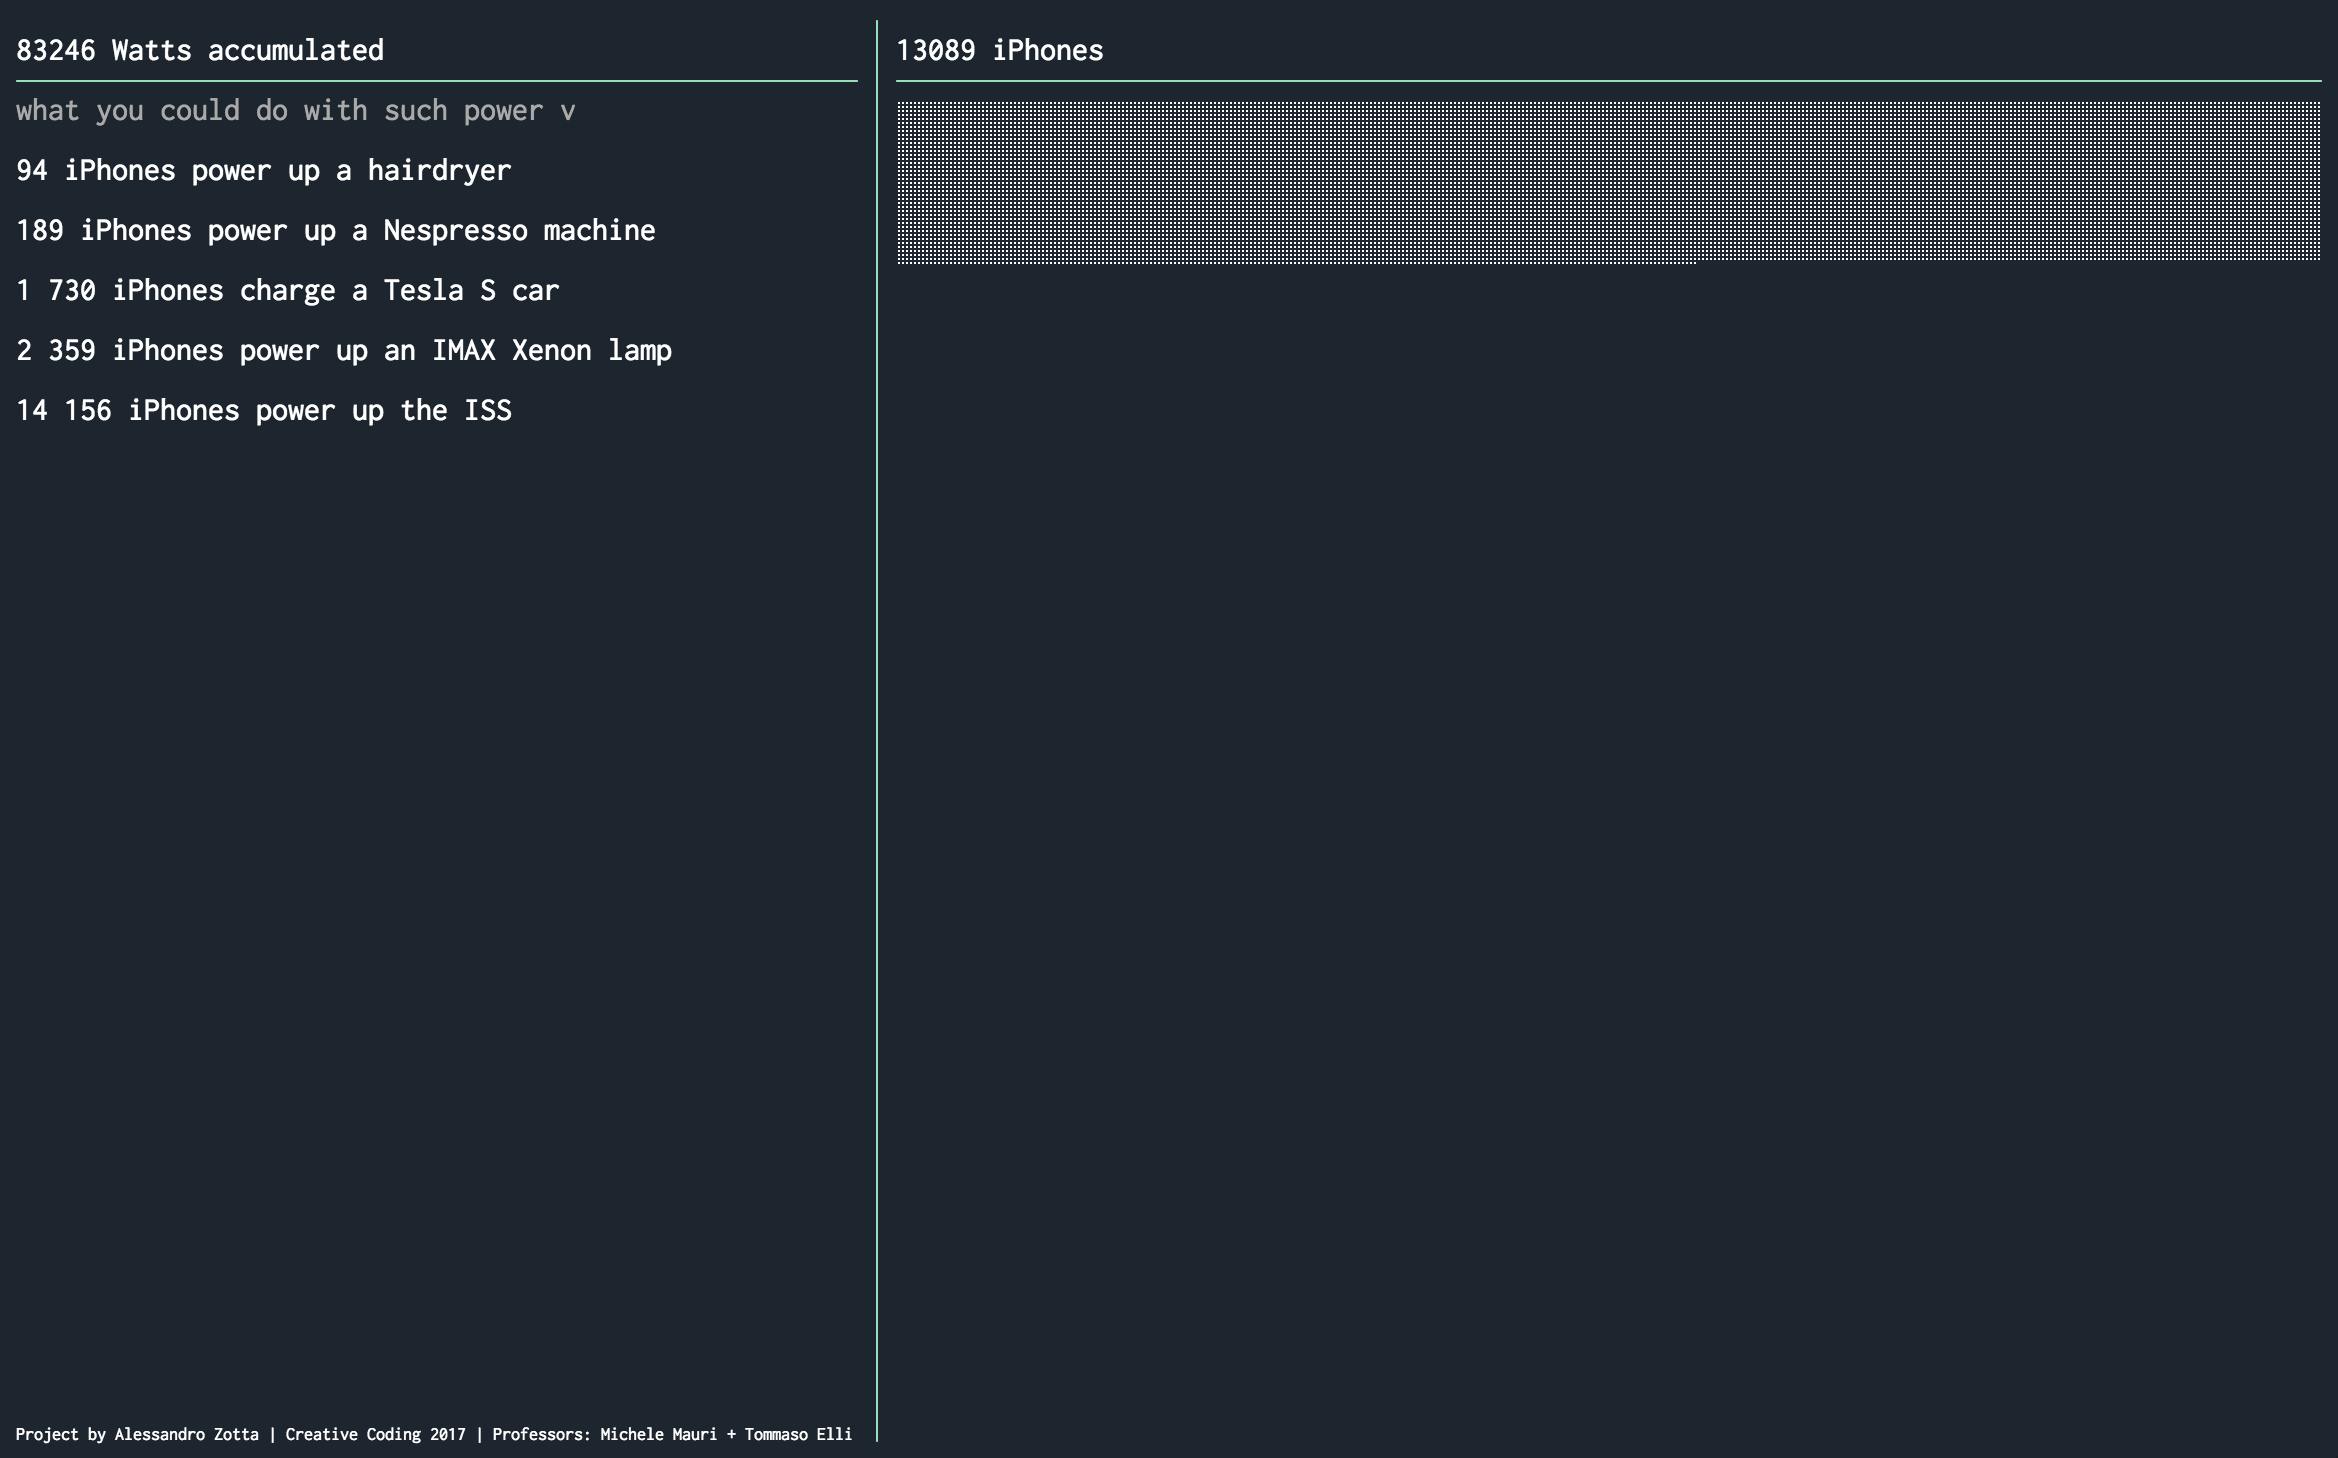 83246 Watts accumulated
what you could do with such power v
94 iPhones power up a hairdryer
189 iPhones power up a Nespresso machine
1 730 iPhones charge a Tesla S car
2 359 iPhones power up an IMAX Xenon lamp
14 156 iPhones power up the ISS
Project by Alessandro Zotta | Creative Coding 2017 | Professors: Michele Mauri + Tommaso Elli
13089 iPhones